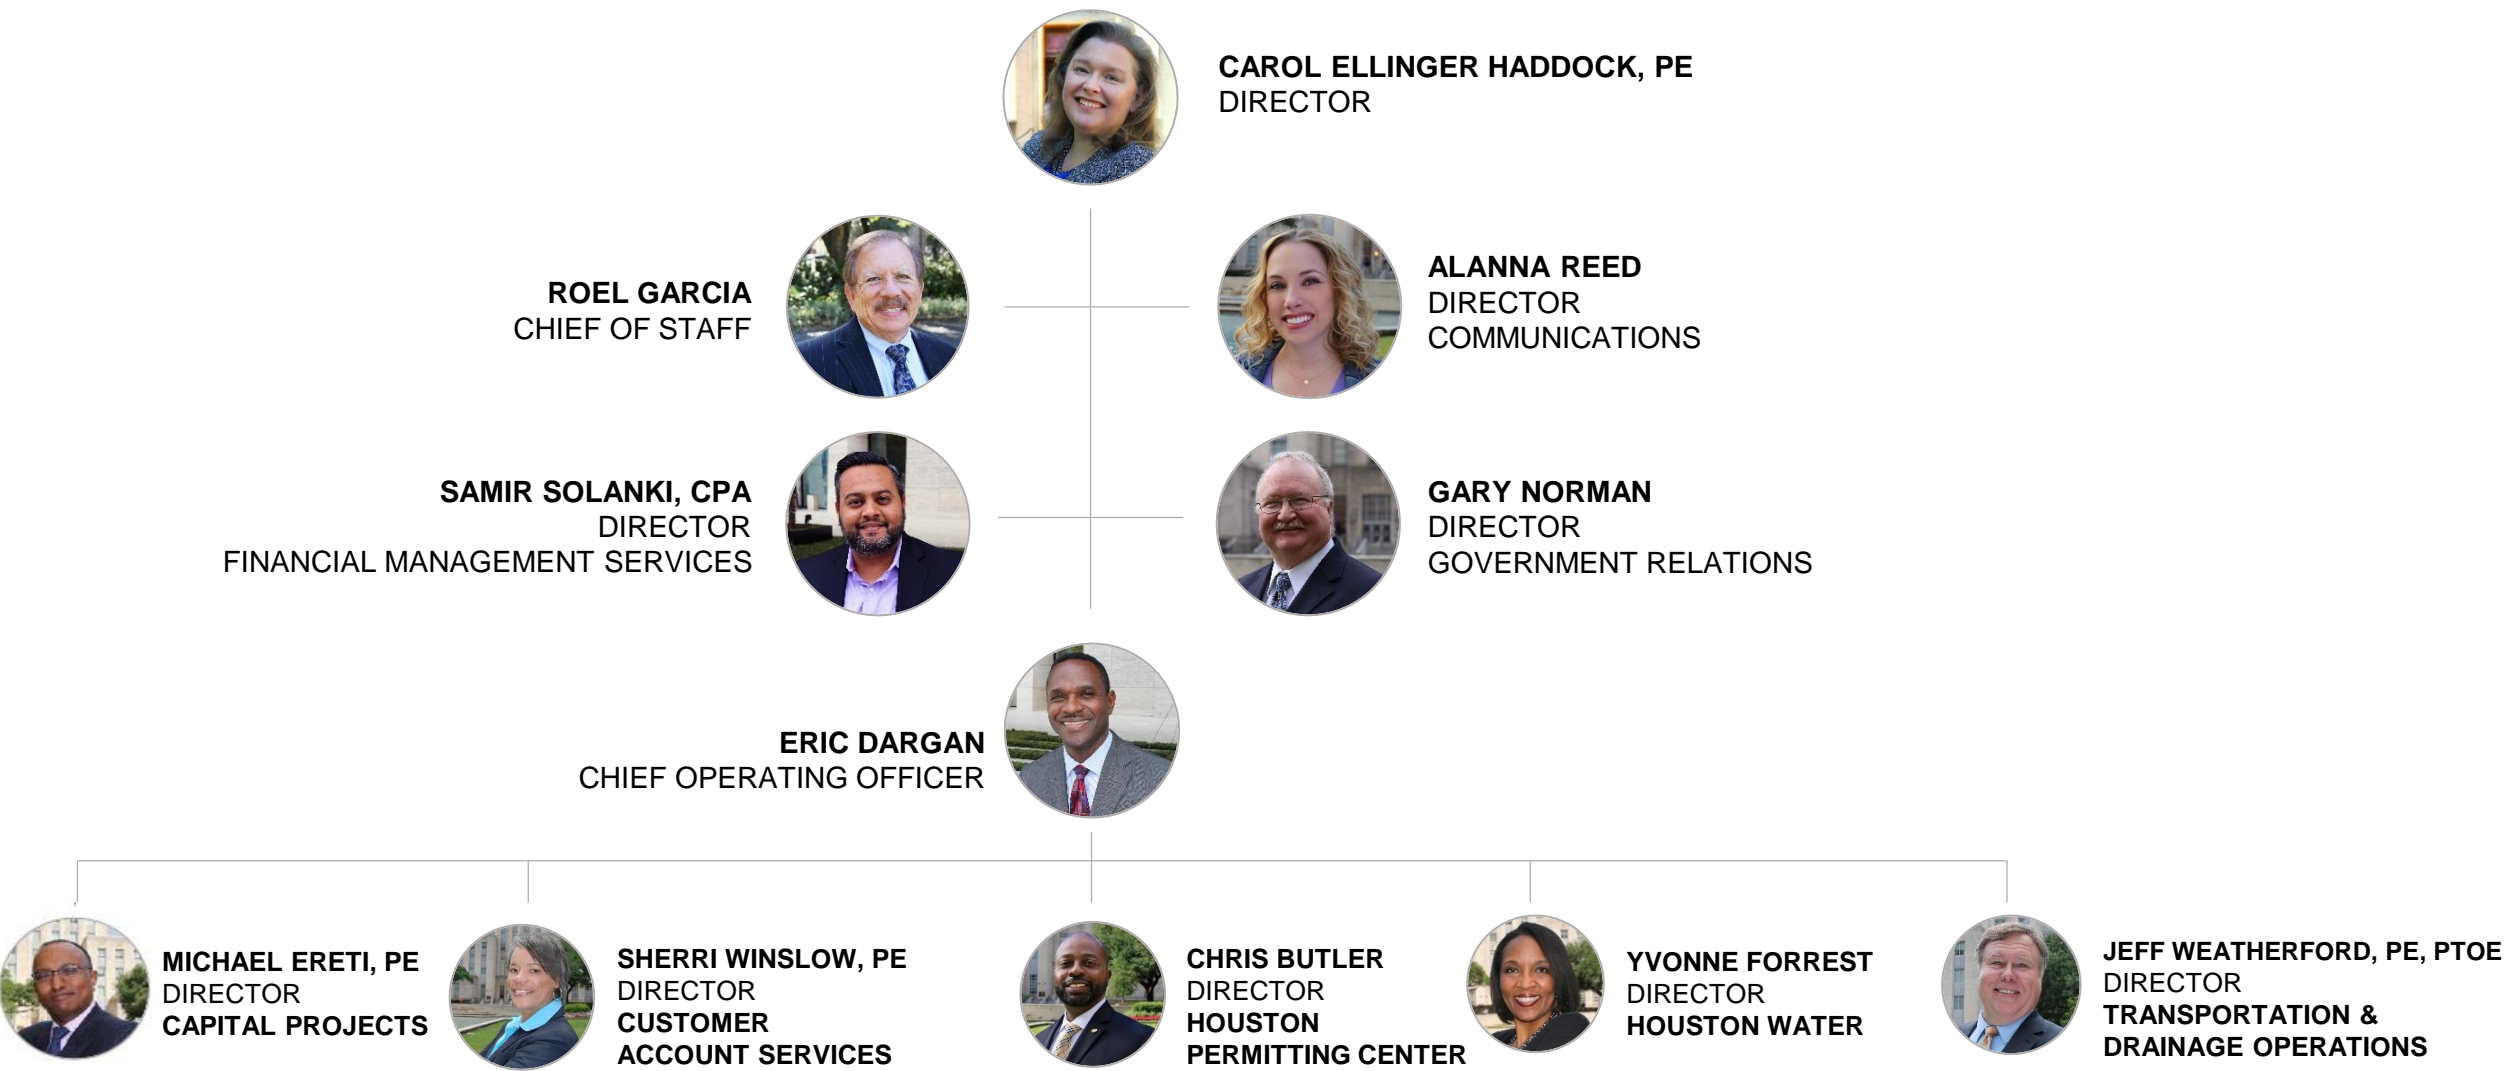 CAROL ELLINGER HADDOCK, PE
DIRECTOR
ROEL GARCIA
CHIEF OF STAFF
ALANNA REED
DIRECTOR
COMMUNICATIONS
SAMIR SOLANKI, CPA
DIRECTOR
FINANCIAL MANAGEMENT SERVICES
GARY NORMAN
DIRECTOR
GOVERNMENT RELATIONS
ERIC DARGAN
CHIEF OPERATING OFFICER
MICHAEL ERETI, PE
DIRECTOR
CAPITAL PROJECTS
SHERRI WINSLOW, PE
DIRECTOR
CUSTOMER
ACCOUNT SERVICES
CHRIS BUTLER
DIRECTOR
HOUSTON
PERMITTING CENTER
YVONNE FORREST
DIRECTOR
HOUSTON WATER
JEFF WEATHERFORD, PE, PTOE
DIRECTOR
TRANSPORTATION &
DRAINAGE OPERATIONS